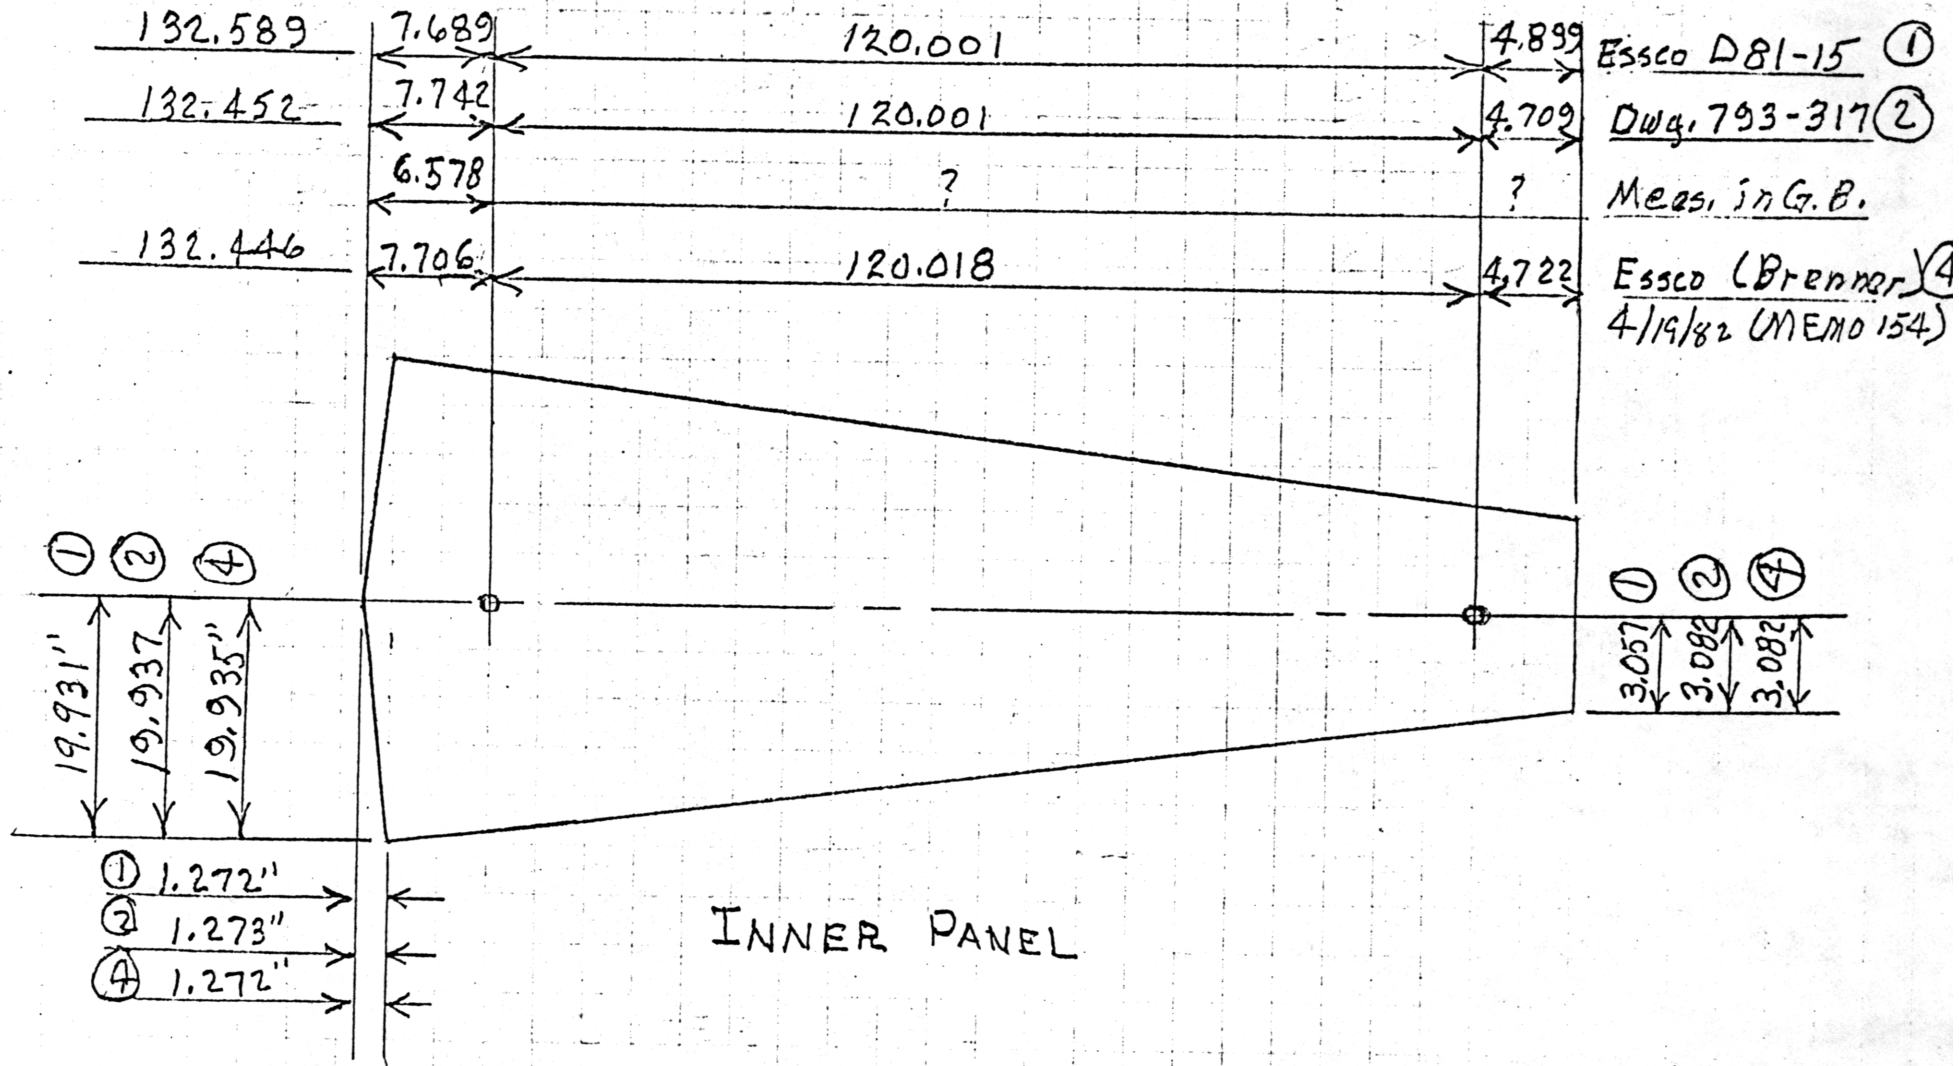 132.589 7.689 120.001 4.899 Essco D81-15 ①
132.452 7.742 120.001 4.709 Dwg. 793-317 ②
6.578 ? ? Meas. in G.B.
132.446 7.706 120.018 4.722 Essco (Brenner) ④
4/19/82 (MEMO 154)
① ② ④
19.931" 19.937 19.935"
① ② ④
3.057 3.082 3.082
① 1.272"
② 1.273"
④ 1.272"
INNER PANEL